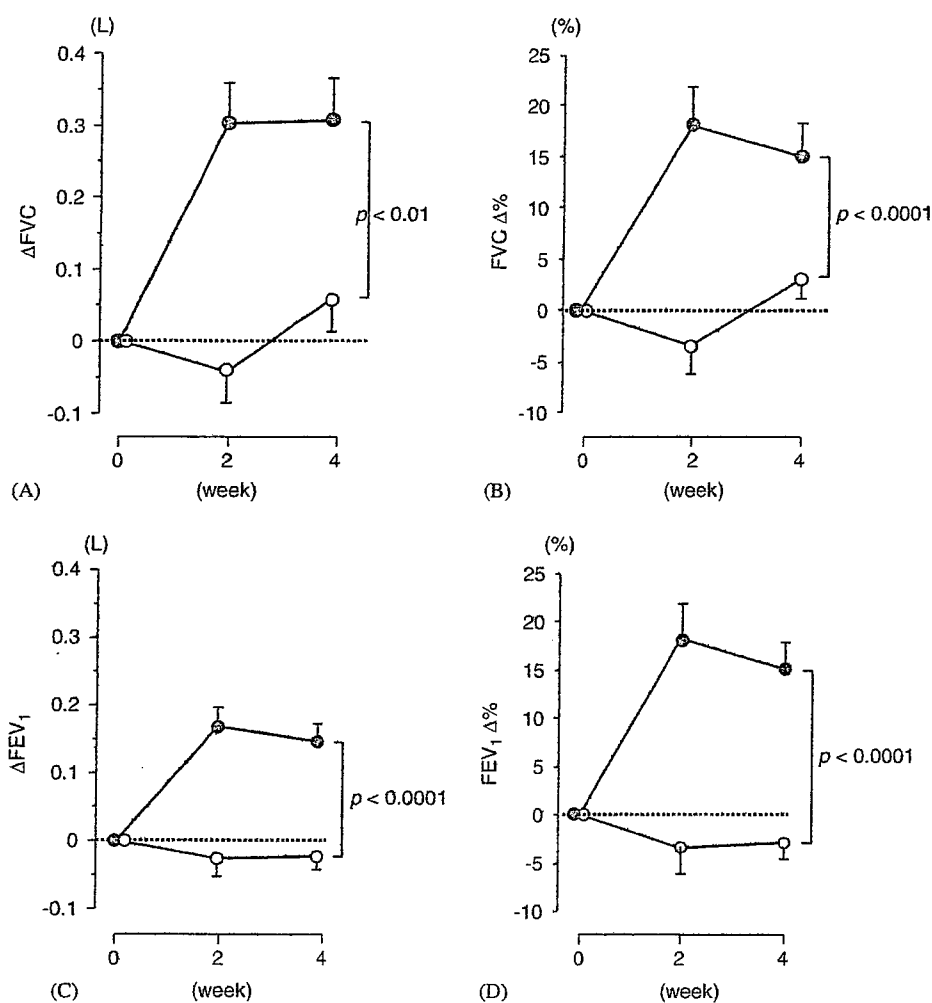 (L)
0.4
0.3
0.2
0.1
0
-0.1
ΔFVC
p < 0.01
0 2 4
(A) (week)
(%)
25
20
15
10
5
0
-5
-10
FVC Δ%
p < 0.0001
0 2 4
(B) (week)
(L)
0.4
0.3
0.2
0.1
0
-0.1
ΔFEV₁
p < 0.0001
0 2 4
(C) (week)
(%)
25
20
15
10
5
0
-5
-10
FEV₁ Δ%
p < 0.0001
0 2 4
(D) (week)